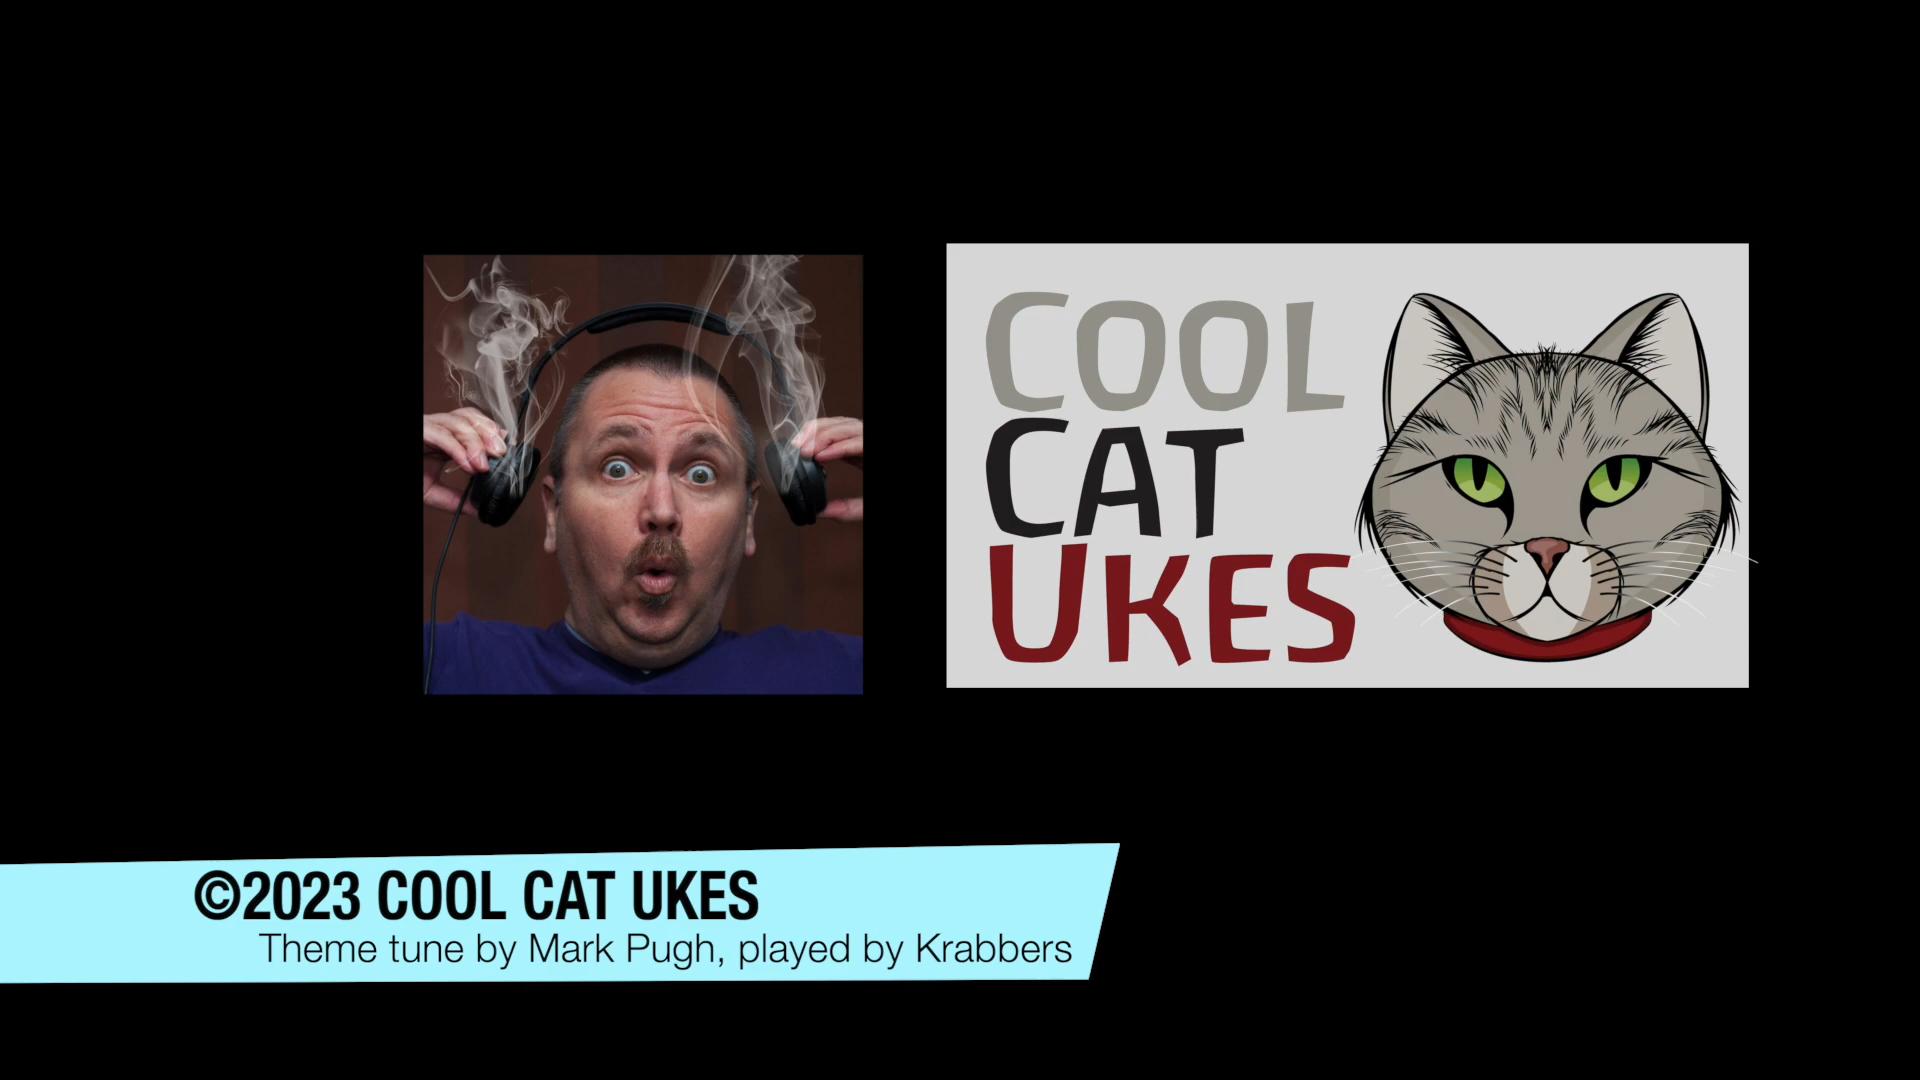 COOL
CAT
UKES
©2023 COOL CAT UKES
Theme tune by Mark Pugh, played by Krabbers